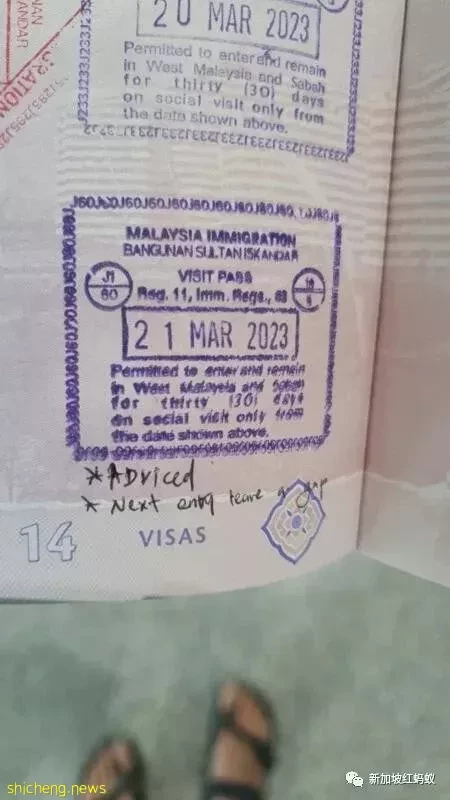 20 MAR 2023
Permitted to enter and remain
in West Malaysia and Sabah
for thirty (30) days
on social visit only from
the date shown above.
MALAYSIA IMMIGRATION
BANGUNAN SULTAN ISKANDAR
VISIT PASS
J1
60
Reg. 11, Imm. Regs., 63
21 MAR 2023
Permitted to enter and remain
in West Malaysia and Sabah
for thirty (30) days
on social visit only from
the date shown above.
*ADviced
* Next entry leave a gap
14
VISAS
新加坡红蚂蚁
shicheng.news